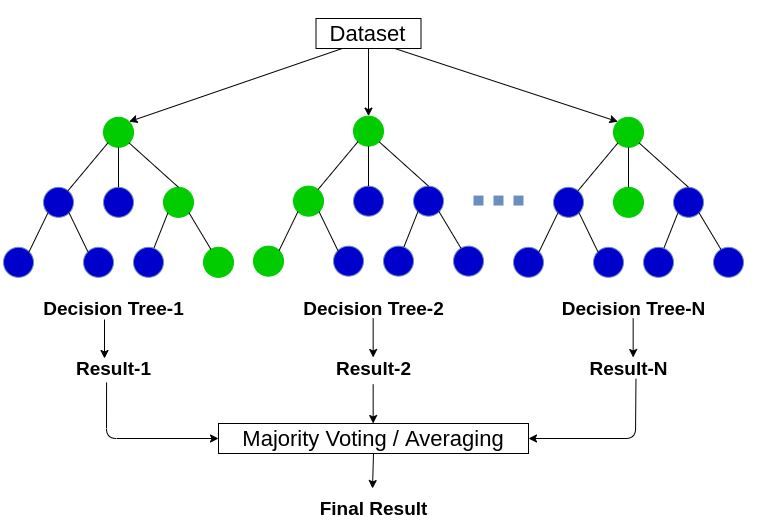 Dataset
Decision Tree-1
Decision Tree-2
Decision Tree-N
Result-1
Result-2
Result-N
Majority Voting / Averaging
Final Result